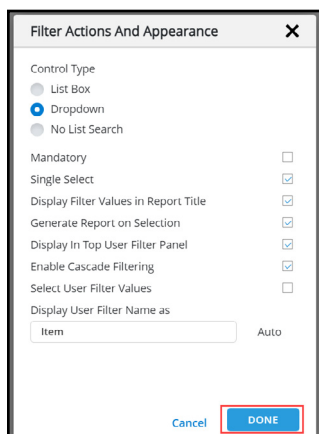 Filter Actions And Appearance
Control Type
List Box
Dropdown
No List Search
Mandatory
Single Select
Display Filter Values in Report Title
Generate Report on Selection
Display In Top User Filter Panel
Enable Cascade Filtering
Select User Filter Values
Display User Filter Name as
Item Auto
Cancel DONE